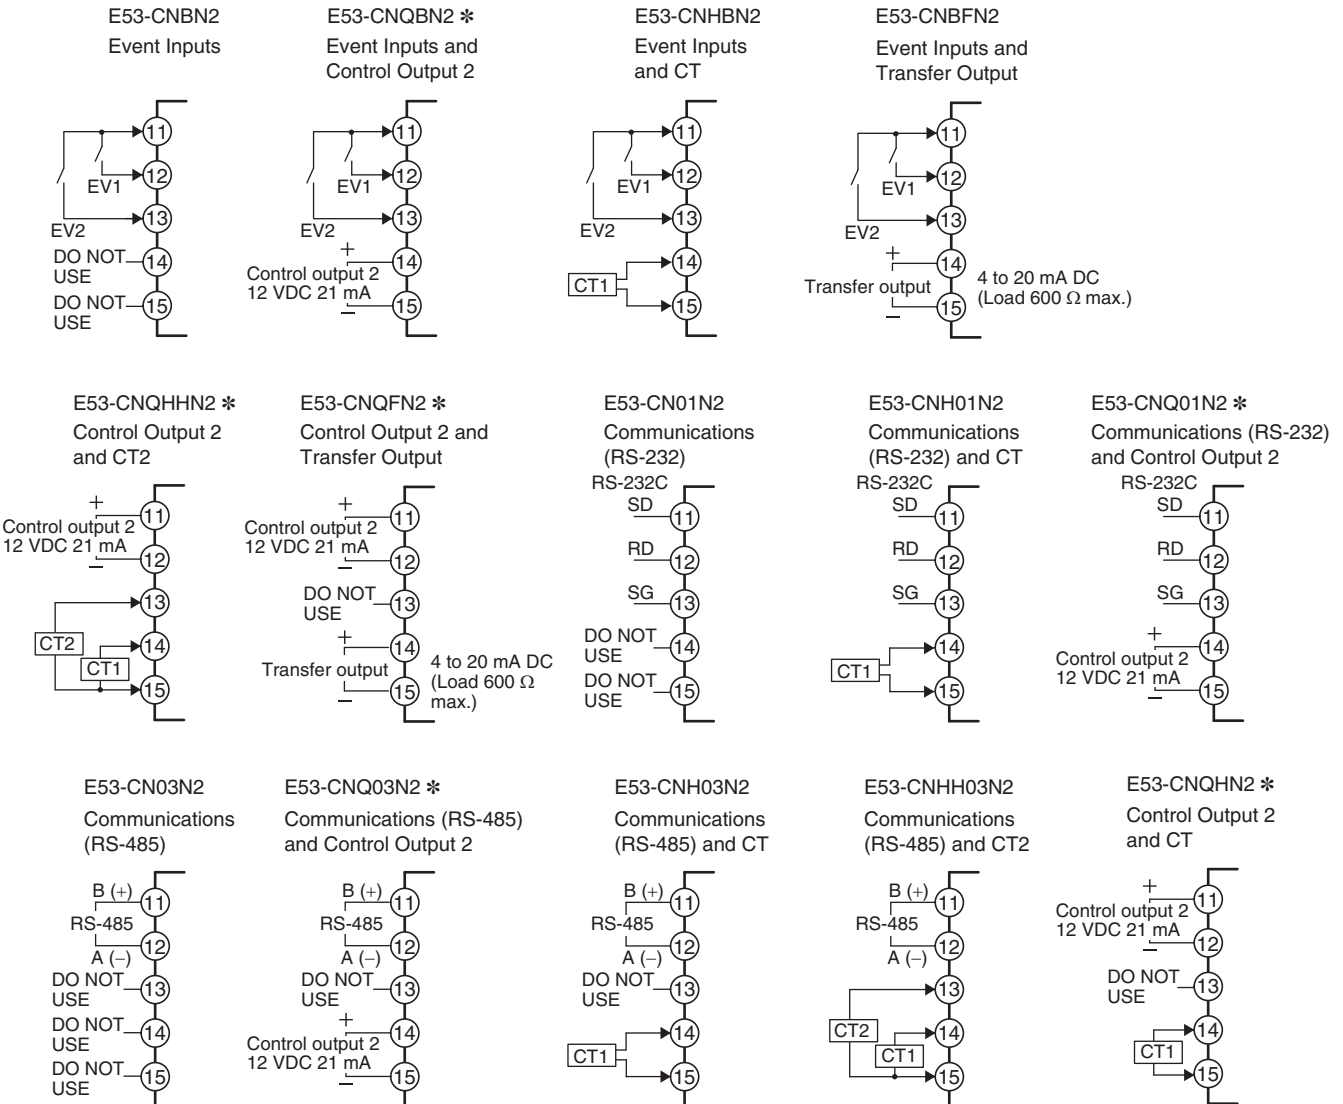 E53-CNBN2
Event Inputs
11
12
EV1
13
EV2
DO NOT
USE
14
DO NOT
USE
15
E53-CNQBN2 ✻
Event Inputs and
Control Output 2
11
12
EV1
13
EV2
+
14
Control output 2
12 VDC 21 mA
15
−
E53-CNHBN2
Event Inputs
and CT
11
12
EV1
13
EV2
14
CT1
15
E53-CNBFN2
Event Inputs and
Transfer Output
11
12
EV1
13
EV2
+
14
Transfer output
4 to 20 mA DC
(Load 600 Ω max.)
15
−
E53-CNQHHN2 ✻
Control Output 2
and CT2
+
11
Control output 2
12 VDC 21 mA
12
−
13
CT2
14
CT1
15
E53-CNQFN2 ✻
Control Output 2 and
Transfer Output
+
11
Control output 2
12 VDC 21 mA
12
−
DO NOT
USE
13
+
14
Transfer output
4 to 20 mA DC
(Load 600 Ω
max.)
15
−
E53-CN01N2
Communications
(RS-232)
RS-232C
SD
11
RD
12
SG
13
DO NOT
USE
14
DO NOT
USE
15
E53-CNH01N2
Communications
(RS-232) and CT
RS-232C
SD
11
RD
12
SG
13
14
CT1
15
E53-CNQ01N2 ✻
Communications (RS-232)
and Control Output 2
RS-232C
SD
11
RD
12
SG
13
+
14
Control output 2
12 VDC 21 mA
15
−
E53-CN03N2
Communications
(RS-485)
B (+)
11
RS-485
12
A (−)
DO NOT
USE
13
DO NOT
USE
14
DO NOT
USE
15
E53-CNQ03N2 ✻
Communications (RS-485)
and Control Output 2
B (+)
11
RS-485
12
A (−)
DO NOT
USE
13
+
14
Control output 2
12 VDC 21 mA
15
−
E53-CNH03N2
Communications
(RS-485) and CT
B (+)
11
RS-485
12
A (−)
DO NOT
USE
13
14
CT1
15
E53-CNHH03N2
Communications
(RS-485) and CT2
B (+)
11
RS-485
12
A (−)
13
CT2
14
CT1
15
E53-CNQHN2 ✻
Control Output 2
and CT
+
11
Control output 2
12 VDC 21 mA
12
−
DO NOT
USE
13
14
CT1
15